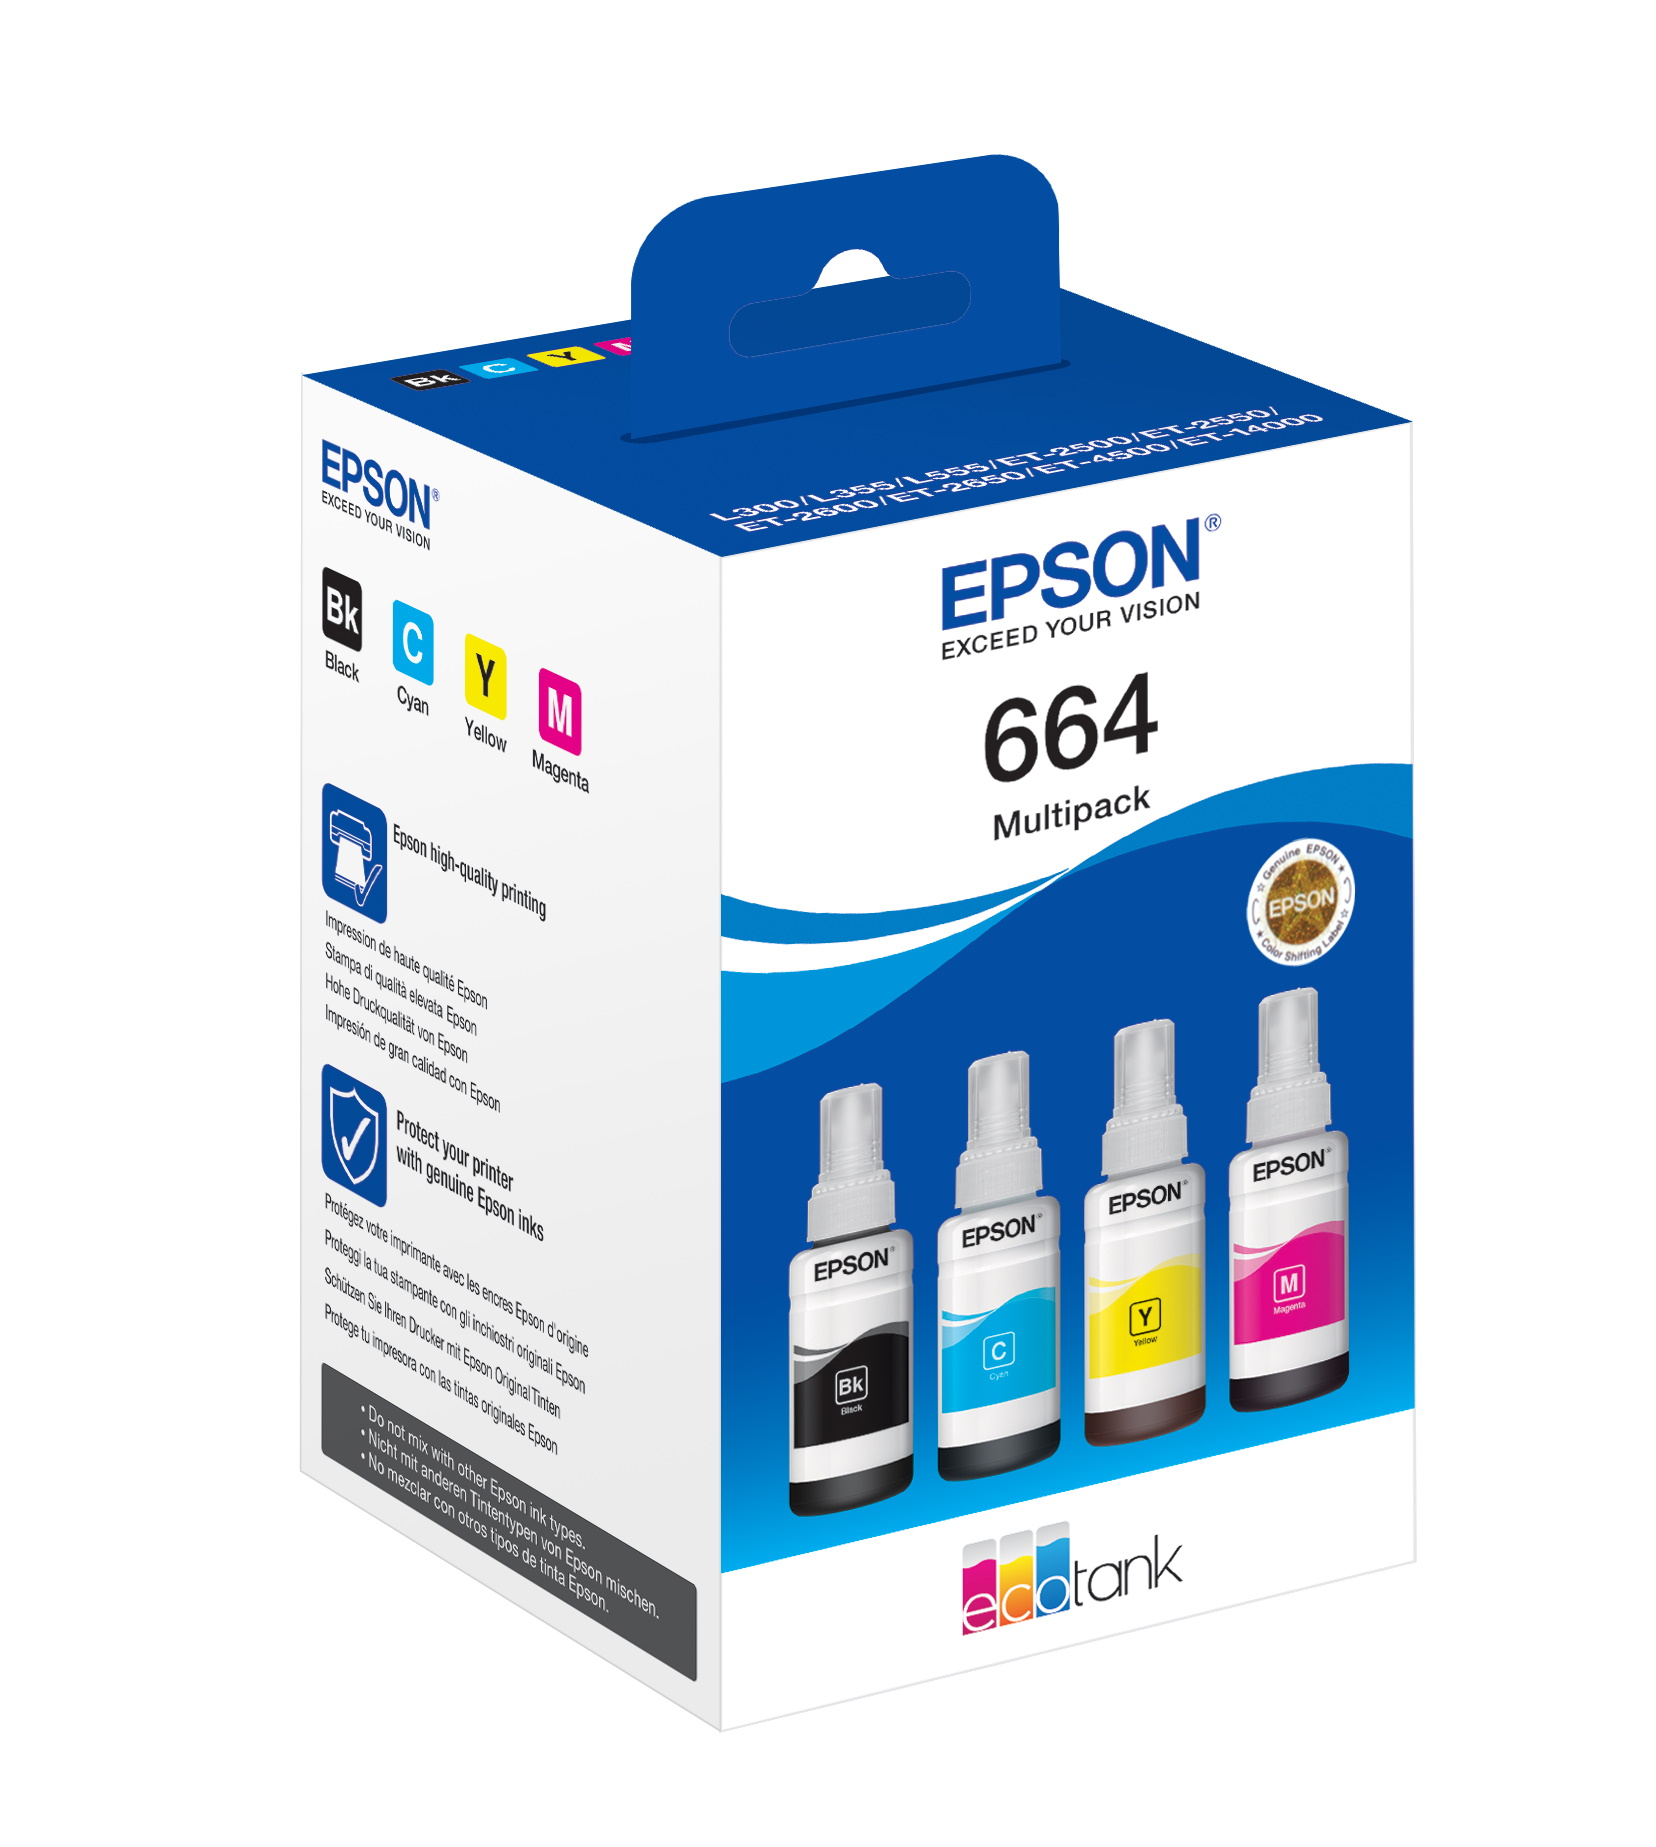 Bk
C
Y
L300/L355/L555/ET-2500/ET-2550/
ET-2600/ET-2650/ET-4500/ET-14000
EPSON®
EXCEED YOUR VISION
Bk
Black
C
Cyan
Y
Yellow
M
Magenta
Epson high-quality printing
Impression de haute qualité Epson
Stampa di qualità elevata Epson
Hohe Druckqualität von Epson
Impresión de gran calidad con Epson
Protect your printer
with genuine Epson inks
Protégez votre imprimante avec les encres Epson d'origine
Proteggi la tua stampante con gli inchiostri originali Epson
Schützen Sie Ihren Drucker mit Epson Original Tinten
Protege tu impresora con las tintas originales Epson
• Do not mix with other Epson ink types.
• Nicht mit anderen Tintentypen von Epson mischen.
• No mezclar con otros tipos de tinta Epson.
EPSON®
EXCEED YOUR VISION
664
Multipack
Genuine EPSON
EPSON
Color Shifting Label
EPSON®
Bk
Black
EPSON®
C
Cyan
EPSON®
Y
Yellow
EPSON®
M
Magenta
ecotank